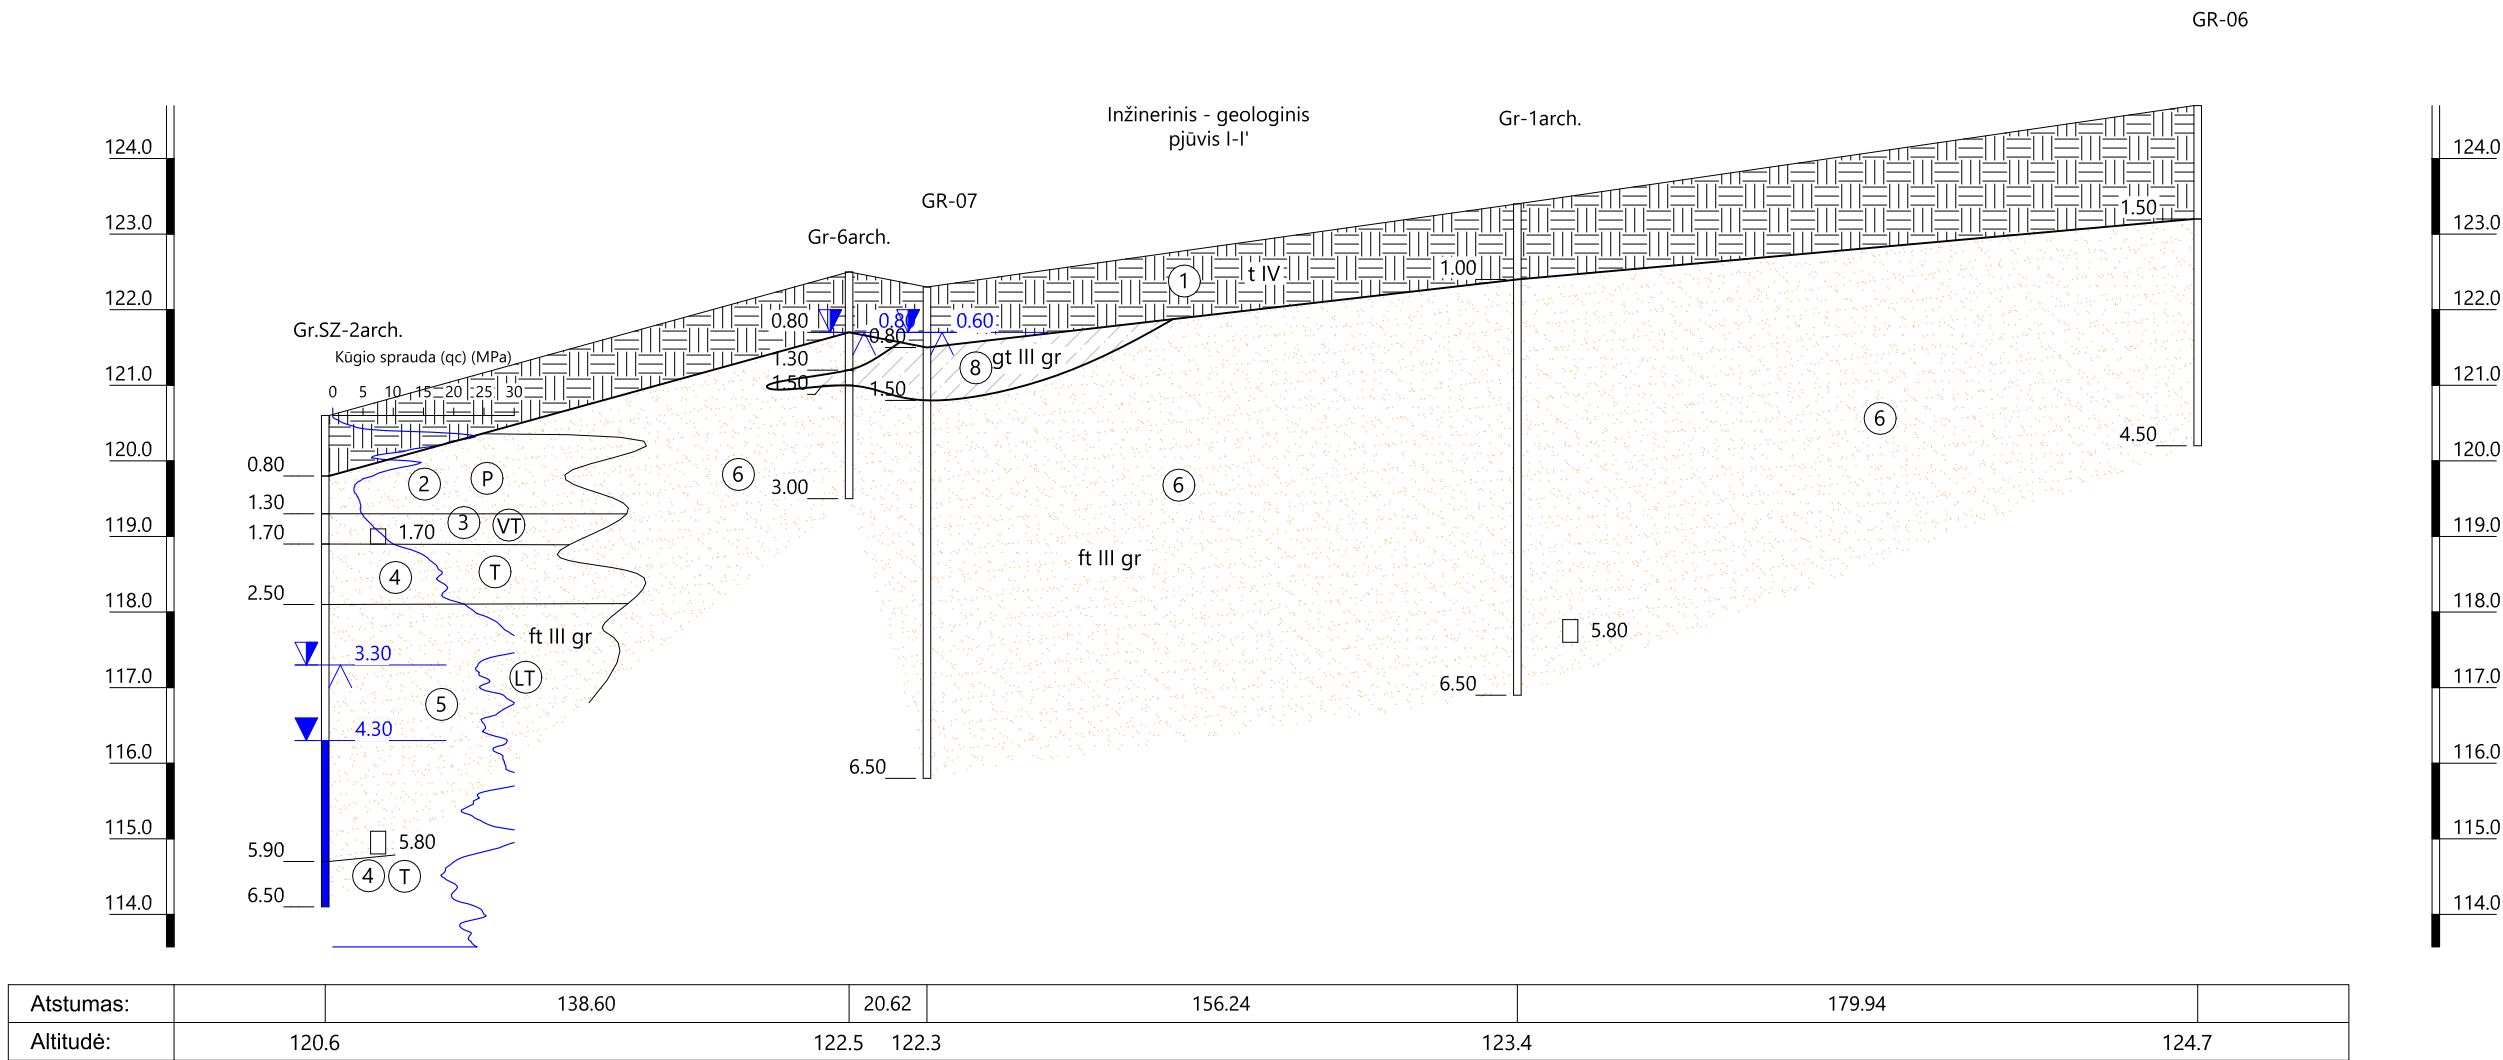 GR-06
Inžinerinis - geologinis
pjūvis I-I'
Gr-1arch.
GR-07
Gr-6arch.
Gr.SZ-2arch.
Kūgio sprauda (qc) (MPa)
0 5 10 15 20 25 30
124.0 124.0
123.0 123.0
122.0 122.0
121.0 121.0
120.0 120.0
119.0 119.0
118.0 118.0
117.0 117.0
116.0 116.0
115.0 115.0
114.0 114.0
1.50
1.00
1 t IV
0.80 0.80 0.60
0.80
1.30
1.50
1.50
8 gt III gr
6
4.50
0.80
2 P
6
3.00
6
1.30
3 VT
1.70
1.70
4 T
ft III gr
2.50
ft III gr
5.80
3.30
LT
5
6.50
4.30
6.50
5.80
5.90
4 T
6.50
Atstumas: 138.60 20.62 156.24 179.94
Altitudė: 120.6 122.5 122.3 123.4 124.7